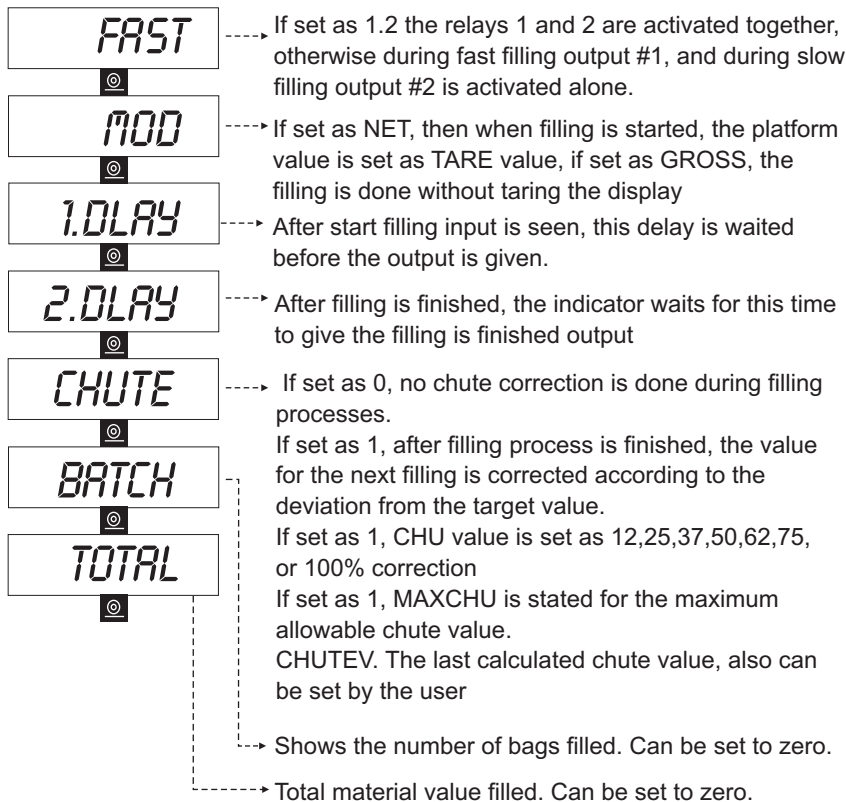 FAST
If set as 1.2 the relays 1 and 2 are activated together,
otherwise during fast filling output #1, and during slow
filling output #2 is activated alone.
MOD
If set as NET, then when filling is started, the platform
value is set as TARE value, if set as GROSS, the
filling is done without taring the display
1.DLAY
After start filling input is seen, this delay is waited
before the output is given.
2.DLAY
After filling is finished, the indicator waits for this time
to give the filling is finished output
CHUTE
If set as 0, no chute correction is done during filling
processes.
If set as 1, after filling process is finished, the value
for the next filling is corrected according to the
deviation from the target value.
If set as 1, CHU value is set as 12,25,37,50,62,75,
or 100% correction
If set as 1, MAXCHU is stated for the maximum
allowable chute value.
CHUTEV. The last calculated chute value, also can
be set by the user
BATCH
Shows the number of bags filled. Can be set to zero.
TOTAL
Total material value filled. Can be set to zero.